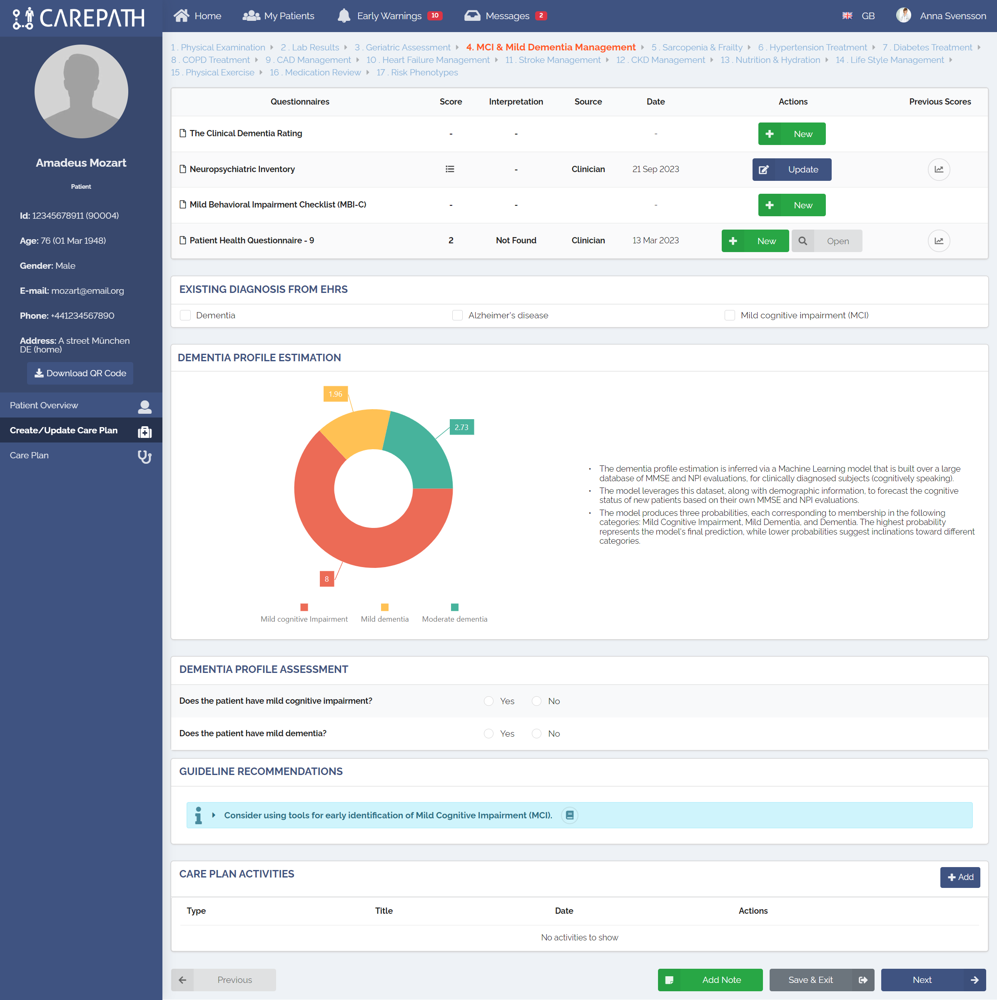 CAREPATH
Home
My Patients
Early Warnings 10
Messages 2
GB
Anna Svensson
Amadeus Mozart
Patient
Id: 12345678911 (90004)
Age: 76 (01 Mar 1948)
Gender: Male
E-mail: mozart@email.org
Phone: +441234567890
Address: A street München
DE (home)
Download QR Code
Patient Overview
Create/Update Care Plan
Care Plan
1 . Physical Examination 2 . Lab Results 3 . Geriatric Assessment 4. MCI & Mild Dementia Management 5 . Sarcopenia & Frailty 6 . Hypertension Treatment 7 . Diabetes Treatment
8 . COPD Treatment 9 . CAD Management 10 . Heart Failure Management 11 . Stroke Management 12 . CKD Management 13 . Nutrition & Hydration 14 . Life Style Management
15 . Physical Exercise 16 . Medication Review 17 . Risk Phenotypes
Questionnaires Score Interpretation Source Date Actions Previous Scores
The Clinical Dementia Rating - - - New
Neuropsychiatric Inventory - Clinician 21 Sep 2023 Update
Mild Behavioral Impairment Checklist (MBI-C) - - - New
Patient Health Questionnaire - 9 2 Not Found Clinician 13 Mar 2023 New Open
EXISTING DIAGNOSIS FROM EHRS
Dementia Alzheimer's disease Mild cognitive impairment (MCI)
DEMENTIA PROFILE ESTIMATION
1.96
2.73
8
Mild cognitive Impairment Mild dementia Moderate dementia
• The dementia profile estimation is inferred via a Machine Learning model that is built over a large
database of MMSE and NPI evaluations, for clinically diagnosed subjects (cognitively speaking).
• The model leverages this dataset, along with demographic information, to forecast the cognitive
status of new patients based on their own MMSE and NPI evaluations.
• The model produces three probabilities, each corresponding to membership in the following
categories: Mild Cognitive Impairment, Mild Dementia, and Dementia. The highest probability
represents the model's final prediction, while lower probabilities suggest inclinations toward different
categories.
DEMENTIA PROFILE ASSESSMENT
Does the patient have mild cognitive impairment? Yes No
Does the patient have mild dementia? Yes No
GUIDELINE RECOMMENDATIONS
Consider using tools for early identification of Mild Cognitive Impairment (MCI).
CARE PLAN ACTIVITIES
Add
Type Title Date Actions
No activities to show
Previous Add Note Save & Exit Next